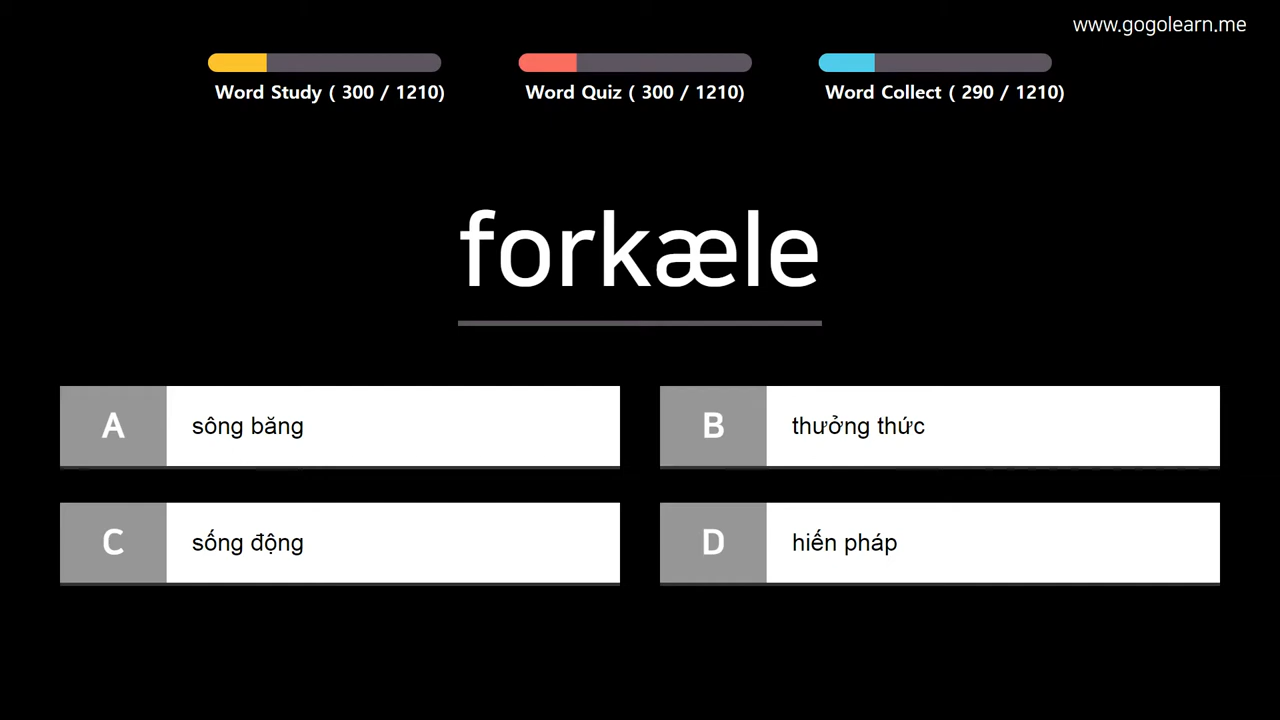 www.gogolearn.me
Word Study ( 300 / 1210)
Word Quiz ( 300 / 1210)
Word Collect ( 290 / 1210)
forkæle
A sông băng
B thưởng thức
C sống động
D hiến pháp